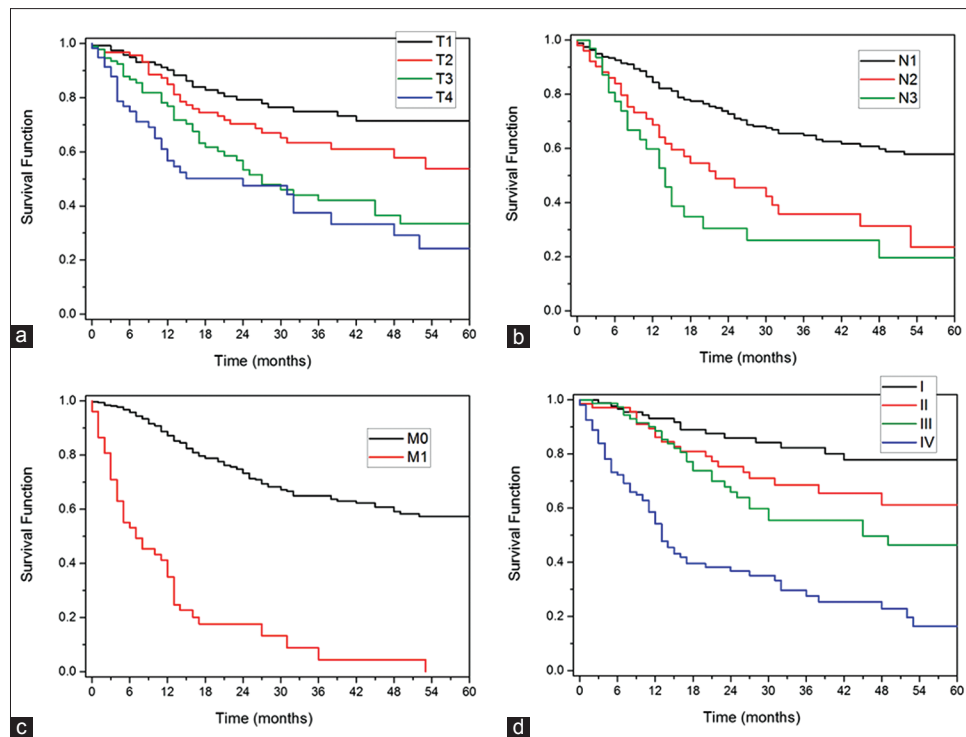 T1
T2
T3
T4
1.0
0.8
0.6
0.4
0.2
0.0
Survival Function
0 6 12 18 24 30 36 42 48 54 60
Time (months)
a
N1
N2
N3
1.0
0.8
0.6
0.4
0.2
0.0
Survival Function
0 6 12 18 24 30 36 42 48 54 60
Time (months)
b
M0
M1
1.0
0.8
0.6
0.4
0.2
0.0
Survival Function
0 6 12 18 24 30 36 42 48 54 60
Time (months)
c
I
II
III
IV
1.0
0.8
0.6
0.4
0.2
0.0
Survival Function
0 6 12 18 24 30 36 42 48 54 60
Time (months)
d